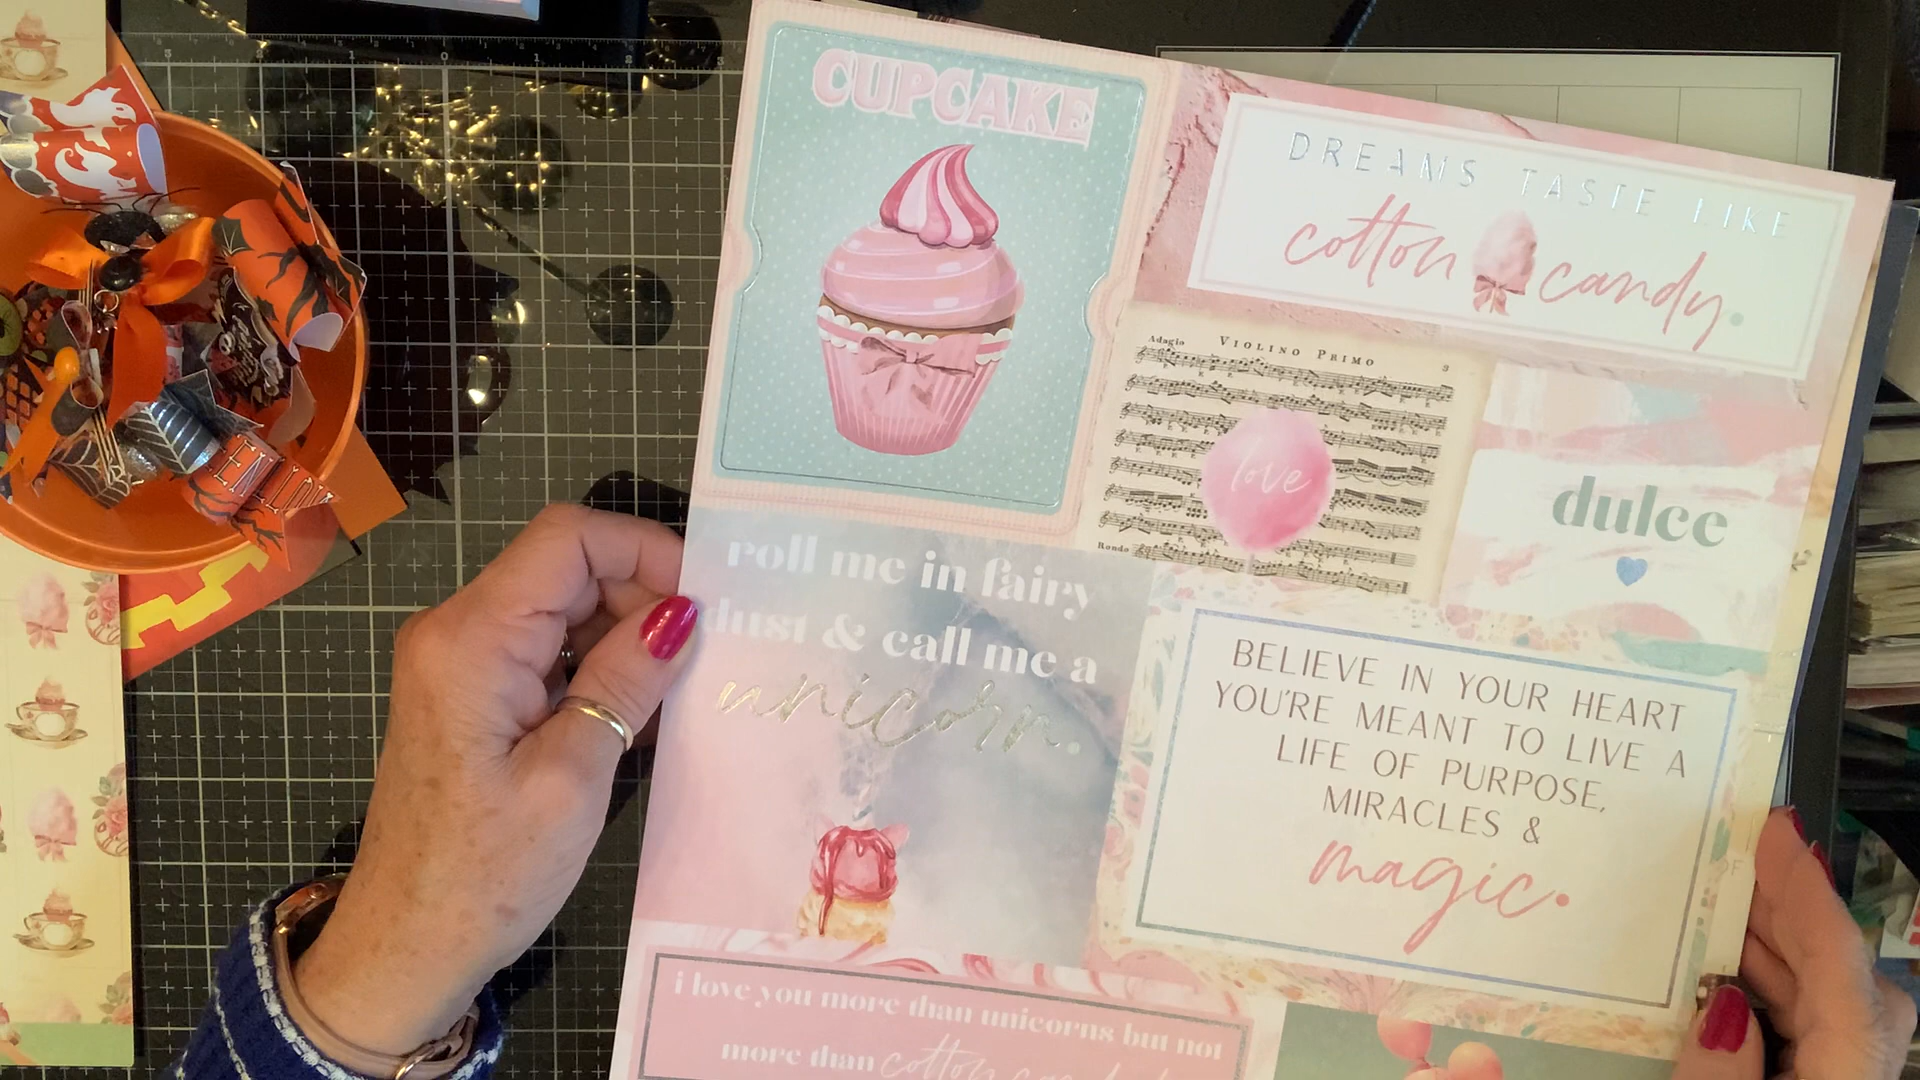 CUPCAKE
DREAMS TASTE LIKE
cotton candy.
Adagio
VIOLINO PRIMO
3
love
Rondo
dulce
roll me in fairy
dust & call me a
unicorn.
BELIEVE IN YOUR HEART
YOU'RE MEANT TO LIVE A
LIFE OF PURPOSE,
MIRACLES &
magic.
i love you more than unicorns but not
more than cotton